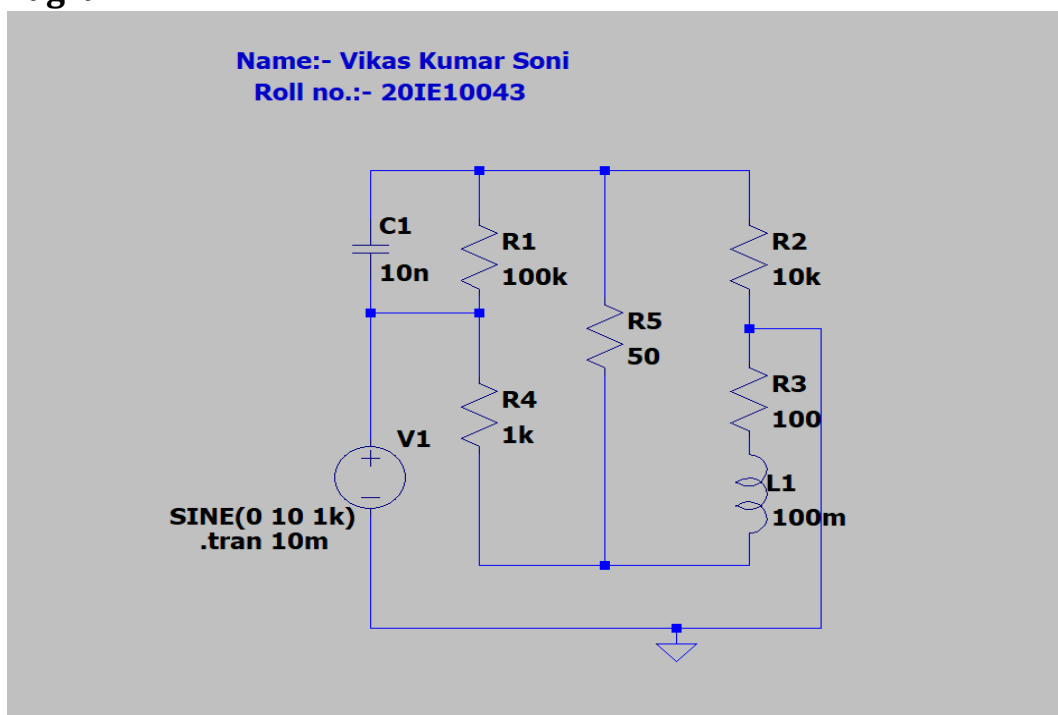 Name:- Vikas Kumar Soni
Roll no.:- 20IE10043
C1
10n
R1
100k
R2
10k
R5
50
R3
100
R4
1k
V1
L1
100m
SINE(0 10 1k)
.tran 10m